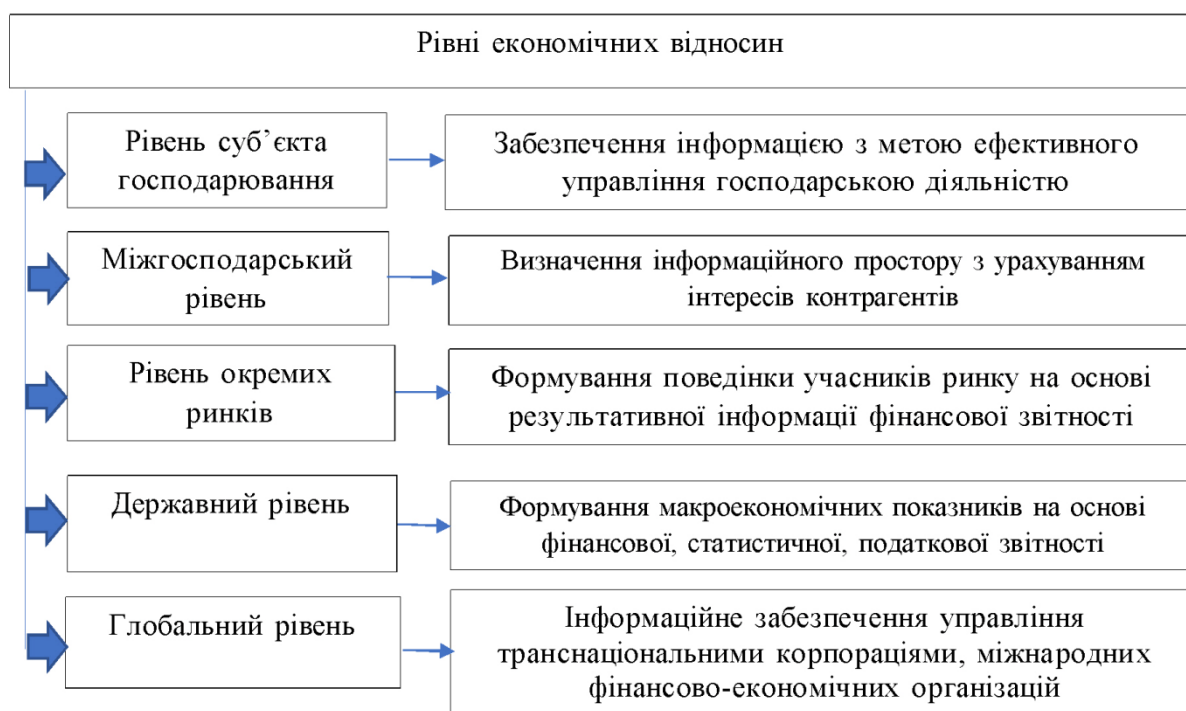 Рівні економічних відносин
Рівень суб’єкта
господарювання
Забезпечення інформацією з метою ефективного
управління господарською діяльністю
Міжгосподарський
рівень
Визначення інформаційного простору з урахуванням
інтересів контрагентів
Рівень окремих
ринків
Формування поведінки учасників ринку на основі
результативної інформації фінансової звітності
Державний рівень
Формування макроекономічних показників на основі
фінансової, статистичної, податкової звітності
Глобальний рівень
Інформаційне забезпечення управління
транснаціональними корпораціями, міжнародних
фінансово-економічних організацій